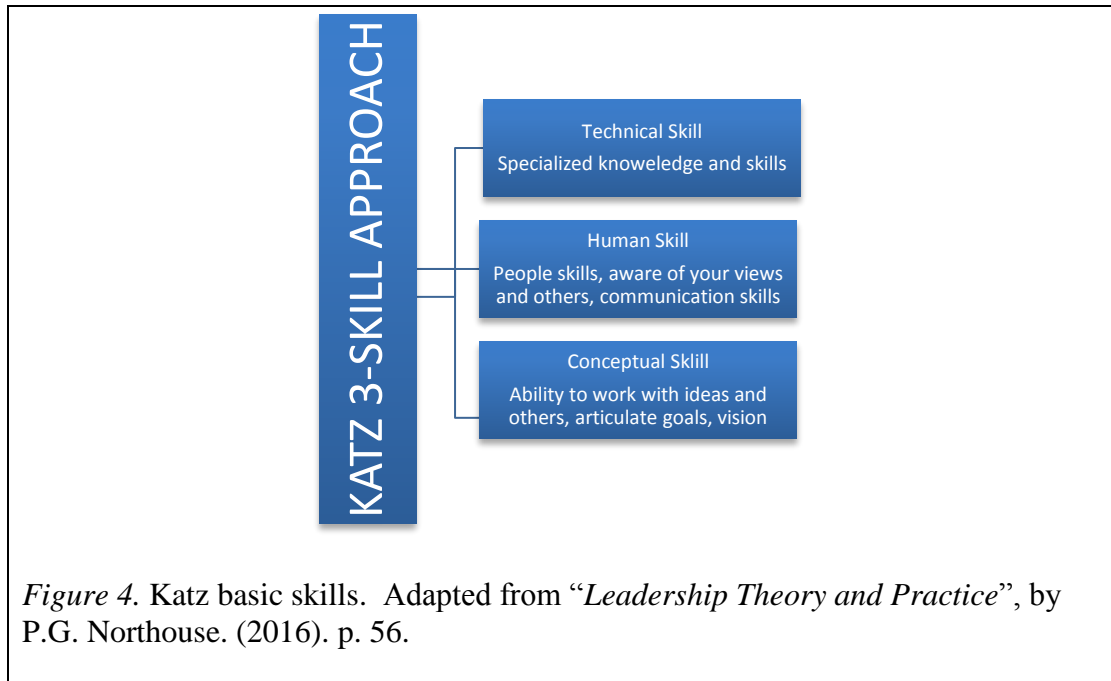 KATZ 3-SKILL APPROACH
Technical Skill
Specialized knoweledge and skills
Human Skill
People skills, aware of your views
and others, communication skills
Conceptual Sklill
Ability to work with ideas and
others, articulate goals, vision
Figure 4. Katz basic skills. Adapted from “Leadership Theory and Practice”, by
P.G. Northouse. (2016). p. 56.